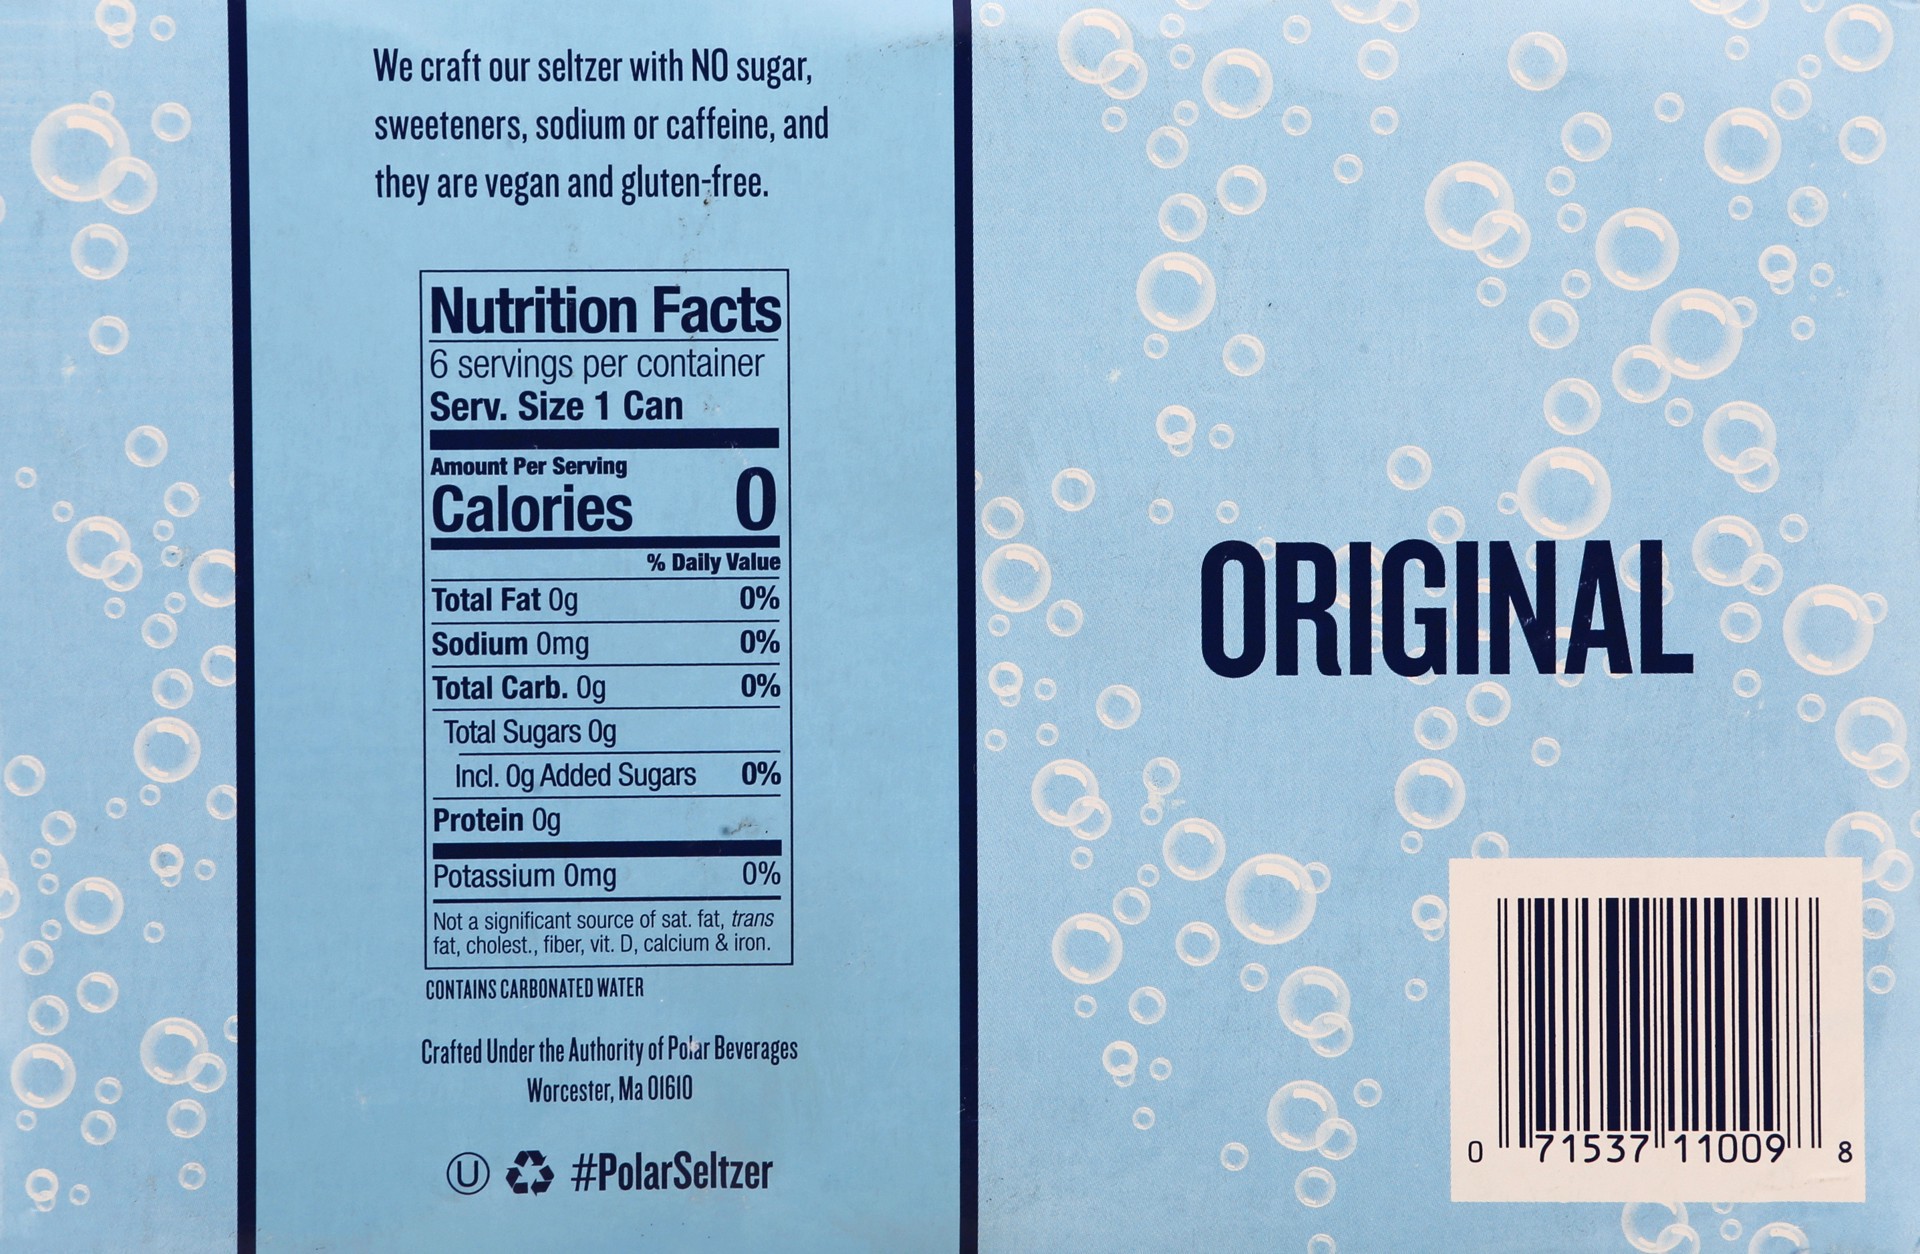 We craft our seltzer with NO sugar,
sweeteners, sodium or caffeine, and
they are vegan and gluten-free.
Nutrition Facts
6 servings per container
Serv. Size 1 Can
Amount Per Serving
Calories 0
% Daily Value
Total Fat 0g 0%
Sodium 0mg 0%
Total Carb. 0g 0%
Total Sugars 0g
Incl. 0g Added Sugars 0%
Protein 0g
Potassium 0mg 0%
Not a significant source of sat. fat, trans
fat, cholest., fiber, vit. D, calcium & iron.
CONTAINS CARBONATED WATER
Crafted Under the Authority of Polar Beverages
Worcester, Ma 01610
U #PolarSeltzer
ORIGINAL
0 71537 11009 8